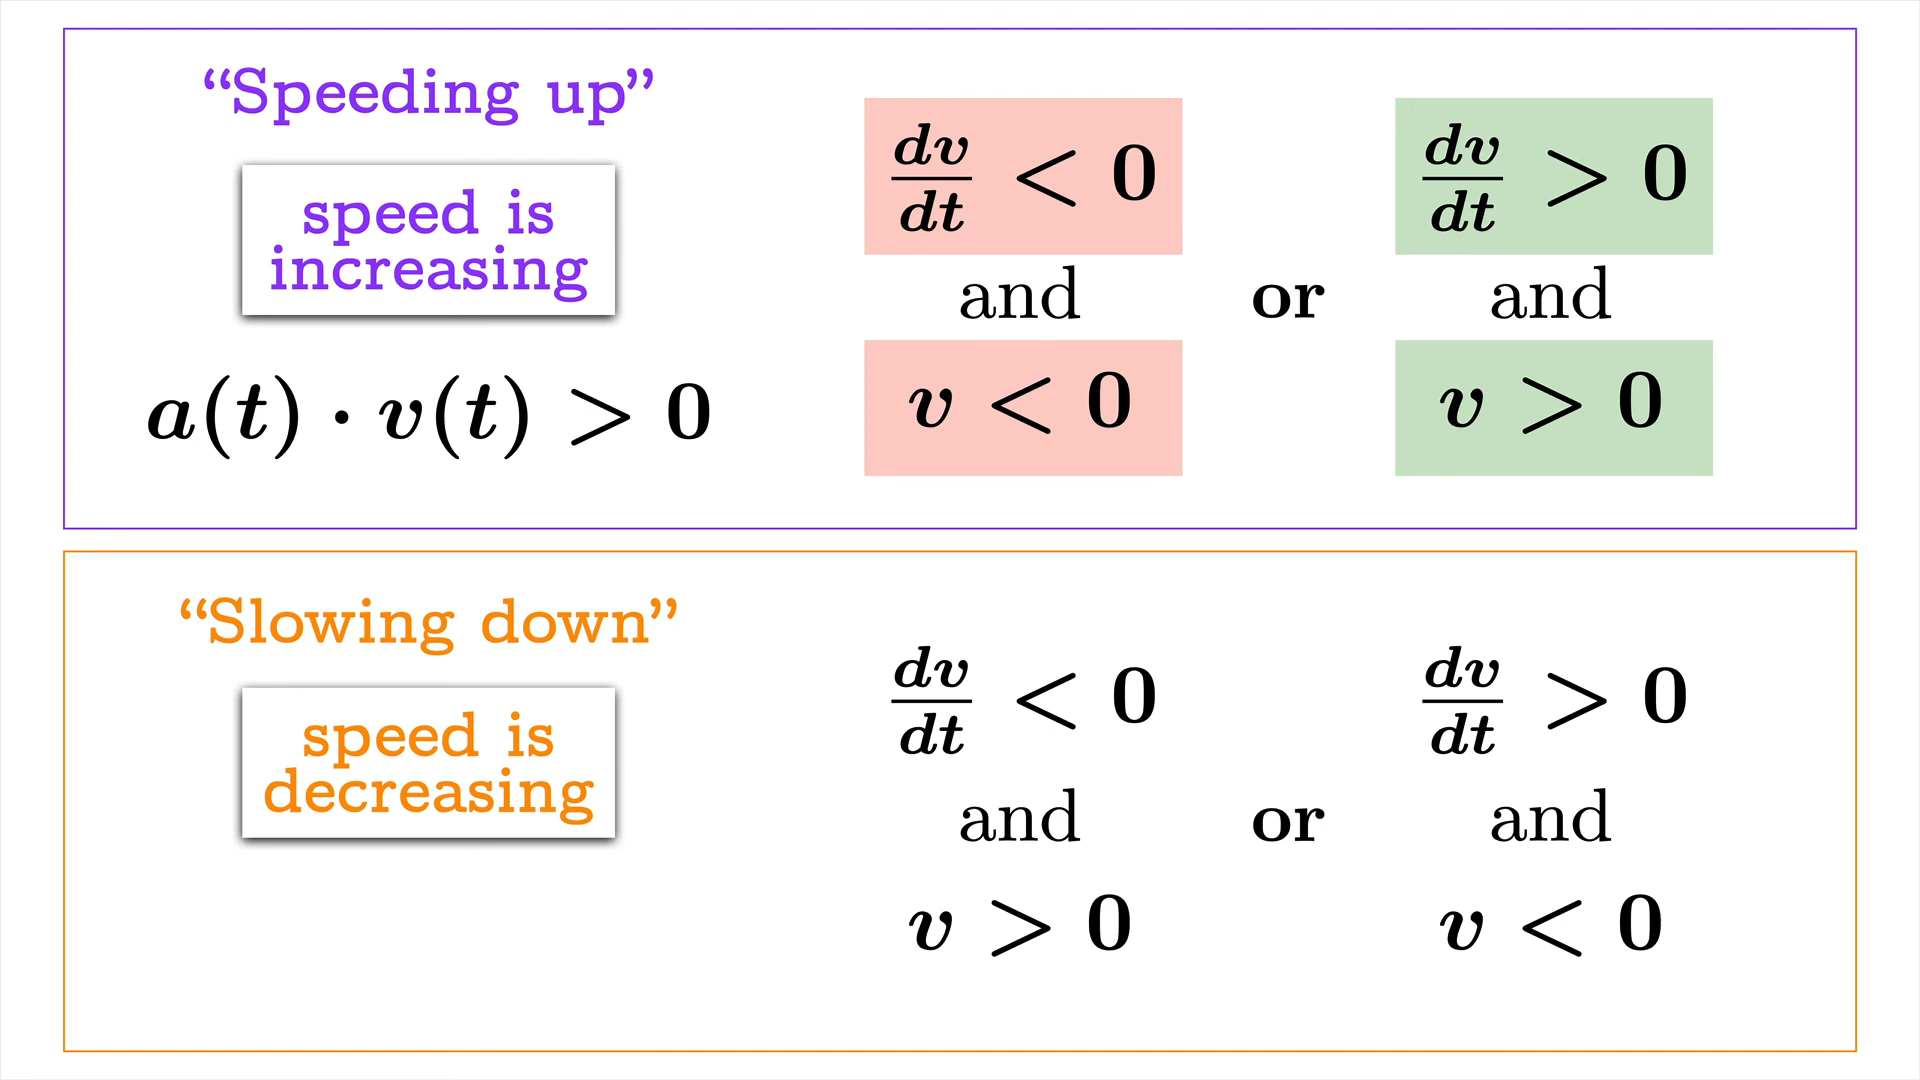 “Speeding up”
speed is
increasing
a(t) · v(t) > 0
dv/dt < 0
and
v < 0
or
dv/dt > 0
and
v > 0
“Slowing down”
speed is
decreasing
dv/dt < 0
and
v > 0
or
dv/dt > 0
and
v < 0